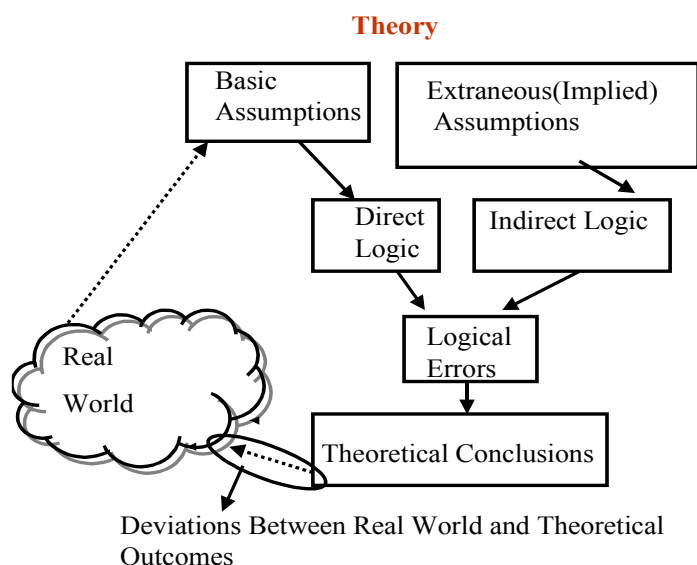 Theory
Basic
Assumptions
Extraneous(Implied)
Assumptions
Direct
Logic
Indirect Logic
Real
World
Logical
Errors
Theoretical Conclusions
Deviations Between Real World and Theoretical
Outcomes